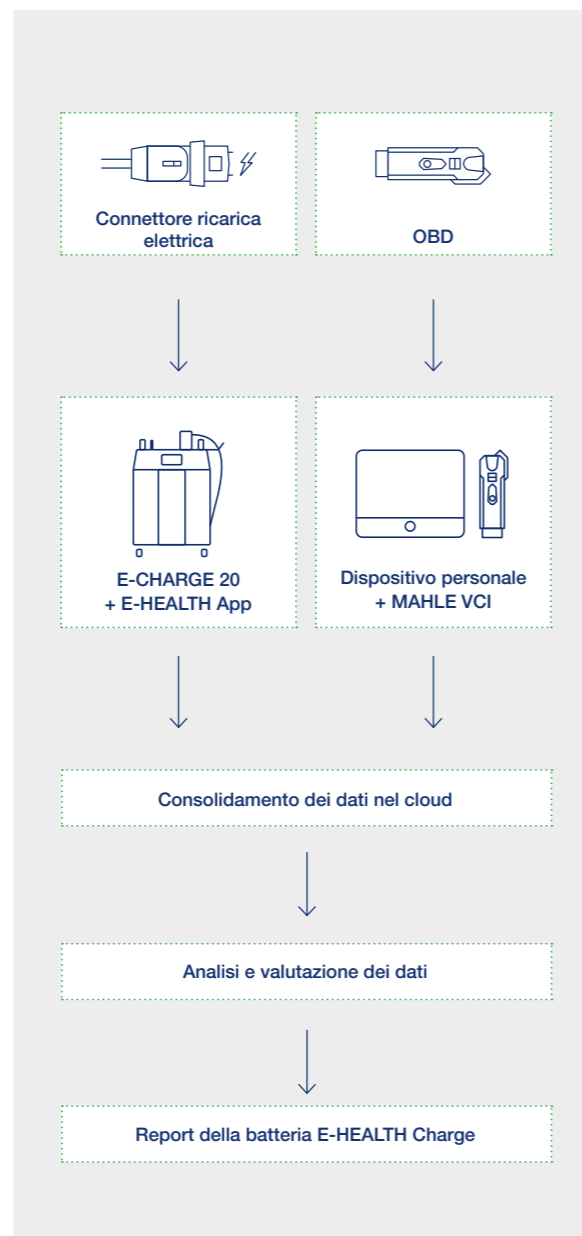 Connettore ricarica
elettrica
OBD
E-CHARGE 20
+ E-HEALTH App
Dispositivo personale
+ MAHLE VCI
Consolidamento dei dati nel cloud
Analisi e valutazione dei dati
Report della batteria E-HEALTH Charge